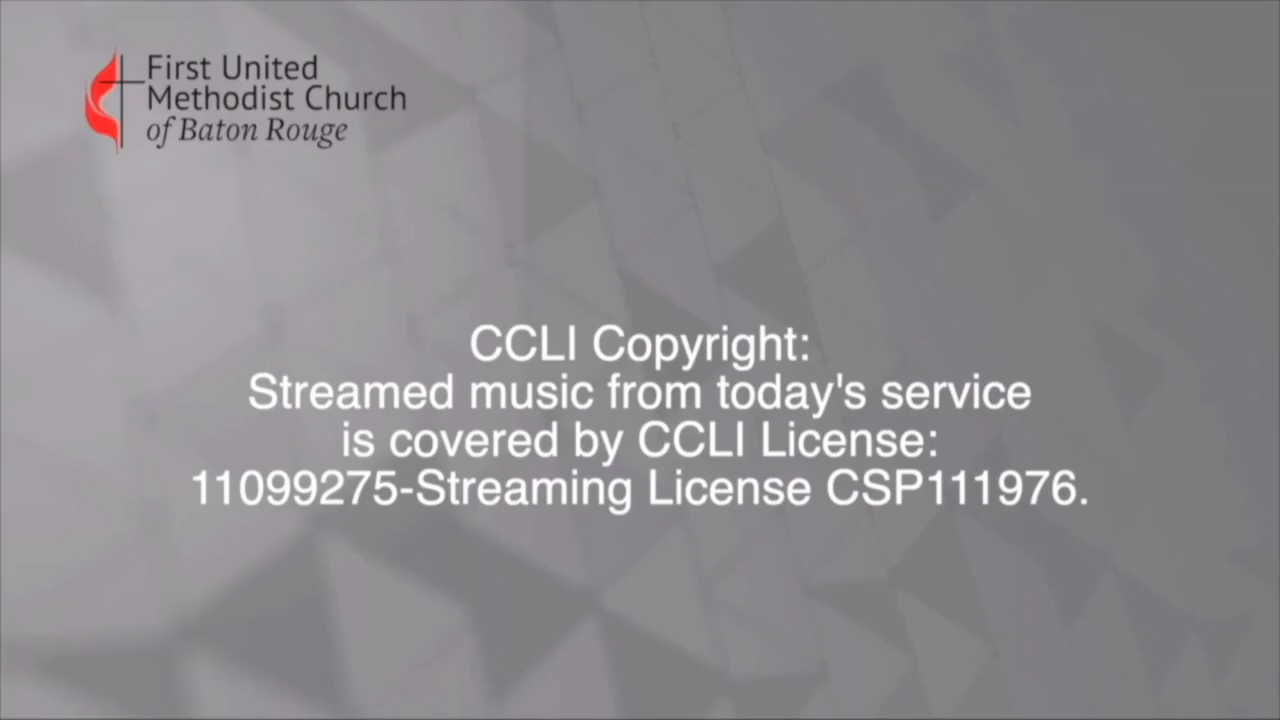 First United
Methodist Church
of Baton Rouge
CCLI Copyright:
Streamed music from today's service
is covered by CCLI License:
11099275-Streaming License CSP111976.